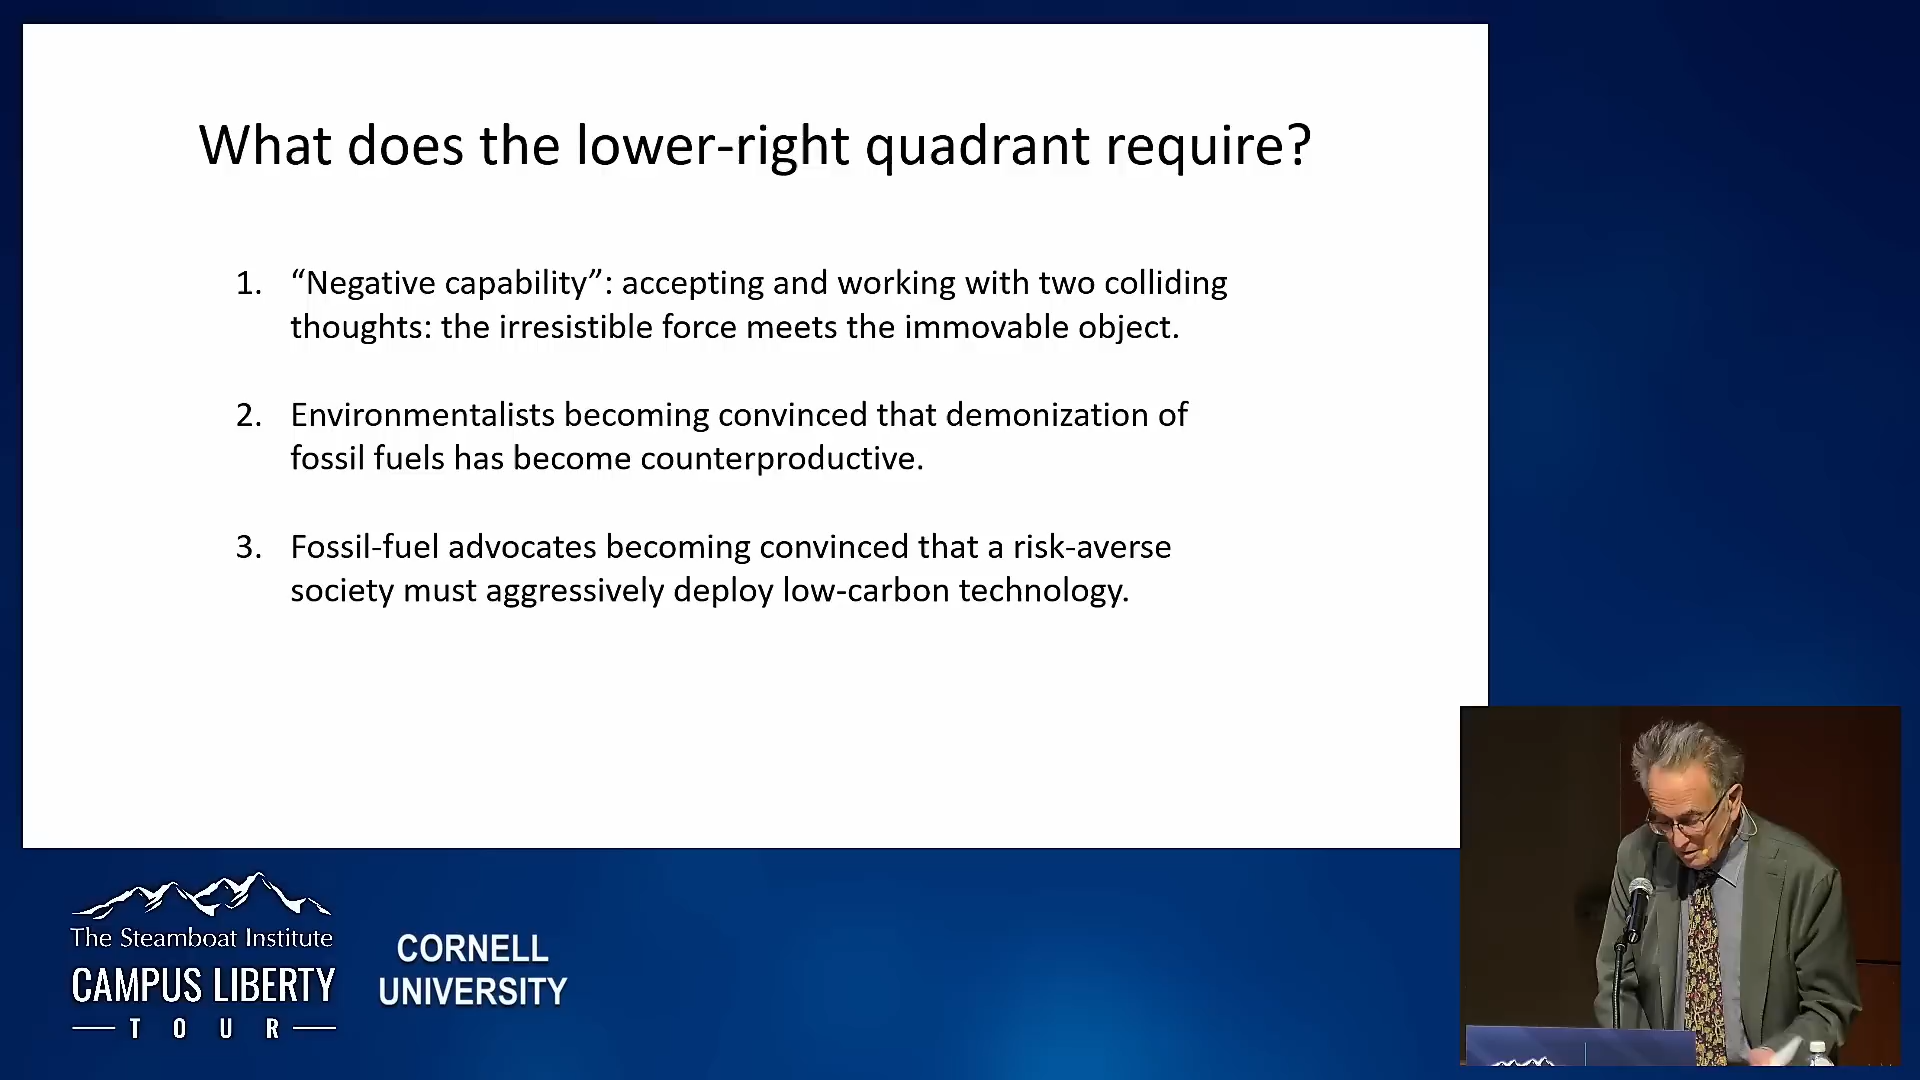 What does the lower-right quadrant require?
1. “Negative capability”: accepting and working with two colliding
thoughts: the irresistible force meets the immovable object.
2. Environmentalists becoming convinced that demonization of
fossil fuels has become counterproductive.
3. Fossil-fuel advocates becoming convinced that a risk-averse
society must aggressively deploy low-carbon technology.
The Steamboat Institute
CAMPUS LIBERTY
TOUR
CORNELL
UNIVERSITY